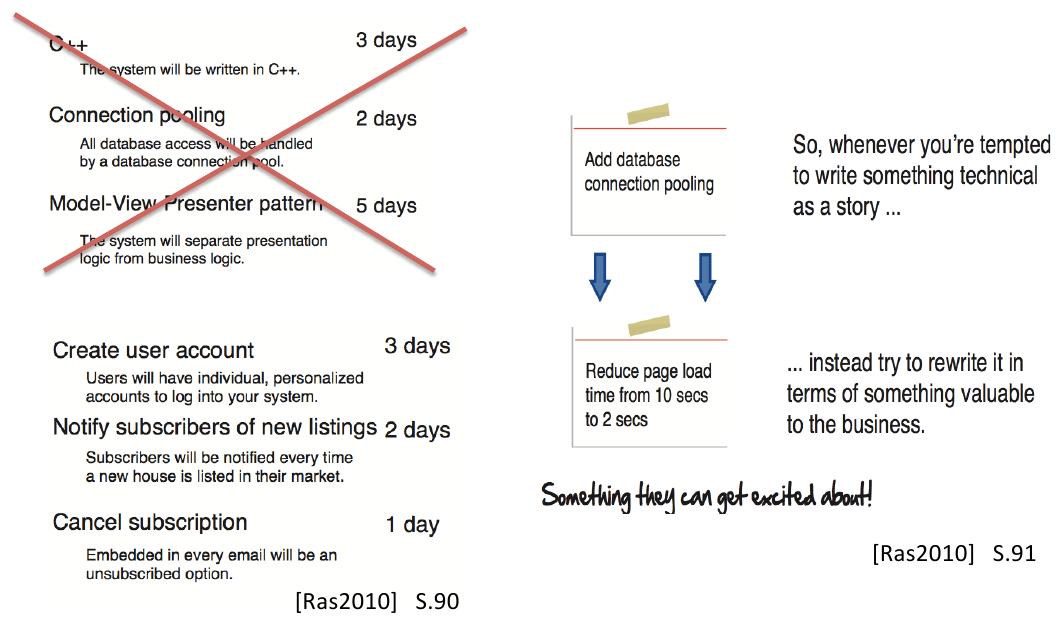 C++ 3 days
The system will be written in C++.
Connection pooling 2 days
All database access will be handled
by a database connection pool.
Model-View Presenter pattern 5 days
The system will separate presentation
logic from business logic.
Create user account 3 days
Users will have individual, personalized
accounts to log into your system.
Notify subscribers of new listings 2 days
Subscribers will be notified every time
a new house is listed in their market.
Cancel subscription 1 day
Embedded in every email will be an
unsubscribed option.
[Ras2010] S.90
Add database
connection pooling
So, whenever you're tempted
to write something technical
as a story ...
Reduce page load
time from 10 secs
to 2 secs
... instead try to rewrite it in
terms of something valuable
to the business.
Something they can get excited about!
[Ras2010] S.91